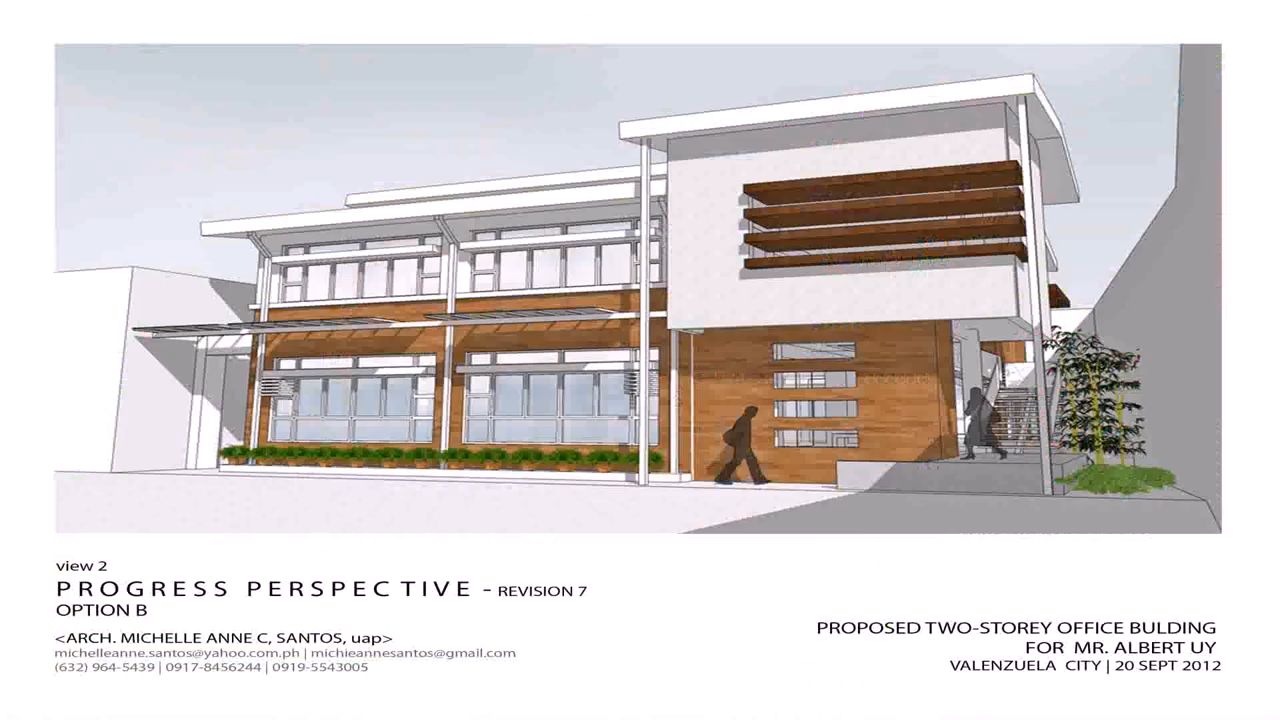 view 2
PROGRESS PERSPECTIVE - REVISION 7
OPTION B
<ARCH. MICHELLE ANNE C, SANTOS, uap>
michelleanne.santos@yahoo.com.ph | michieannesantos@gmail.com
(632) 964-5439 | 0917-8456244 | 0919-5543005
PROPOSED TWO-STOREY OFFICE BULDING
FOR MR. ALBERT UY
VALENZUELA CITY | 20 SEPT 2012